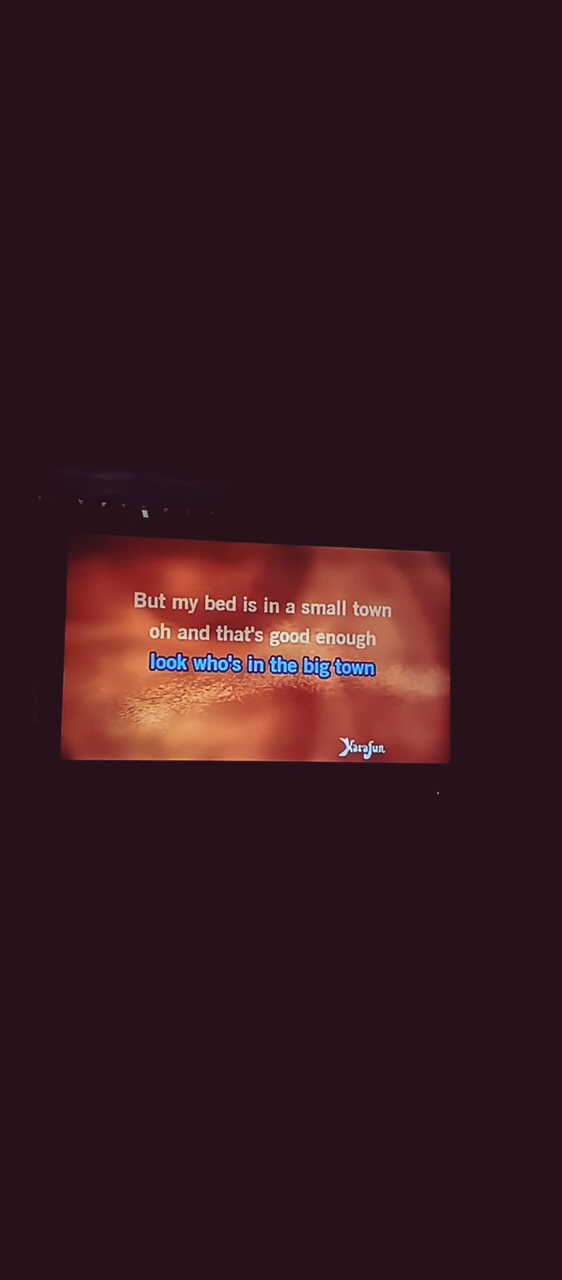 But my bed is in a small town
oh and that's good enough
look who's in the big town
Karafun